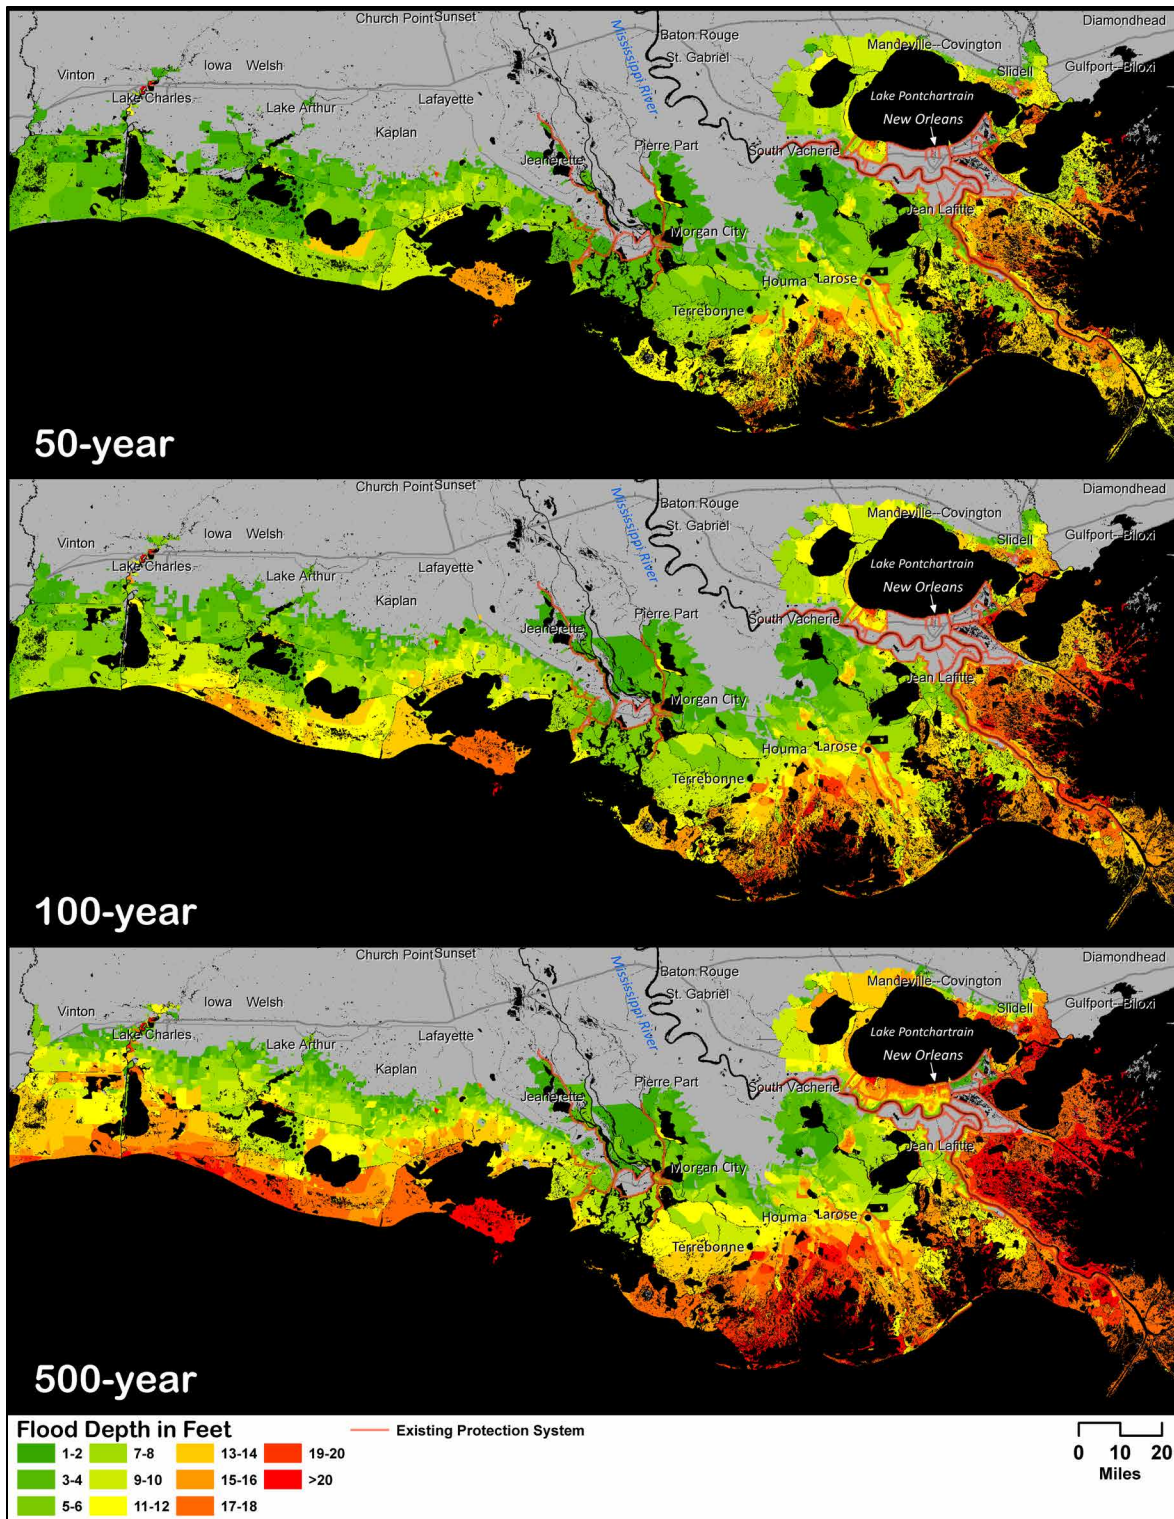 Church Point Sunset
Diamondhead
Baton Rouge
Mandeville--Covington
St. Gabriel
Iowa Welsh
Gulfport--Biloxi
Vinton
Slidell
Mississippi River
Lake Charles
Lafayette
Lake Pontchartrain
Lake Arthur
New Orleans
Kaplan
Pierre Part
South Vacherie
Jeanerette
Jean Lafitte
Morgan City
Houma
Larose
Terrebonne
50-year
Church Point Sunset
Diamondhead
Baton Rouge
Mandeville--Covington
St. Gabriel
Iowa Welsh
Gulfport--Biloxi
Vinton
Slidell
Mississippi River
Lake Charles
Lafayette
Lake Pontchartrain
Lake Arthur
New Orleans
Kaplan
Pierre Part
South Vacherie
Jeanerette
Jean Lafitte
Morgan City
Houma
Larose
Terrebonne
100-year
Church Point Sunset
Diamondhead
Baton Rouge
Mandeville--Covington
St. Gabriel
Iowa Welsh
Gulfport--Biloxi
Vinton
Slidell
Mississippi River
Lake Charles
Lafayette
Lake Pontchartrain
Lake Arthur
New Orleans
Kaplan
Pierre Part
South Vacherie
Jeanerette
Jean Lafitte
Morgan City
Houma
Larose
Terrebonne
500-year
Flood Depth in Feet
1-2
3-4
5-6
7-8
9-10
11-12
13-14
15-16
17-18
19-20
>20
Existing Protection System
0 10 20
Miles